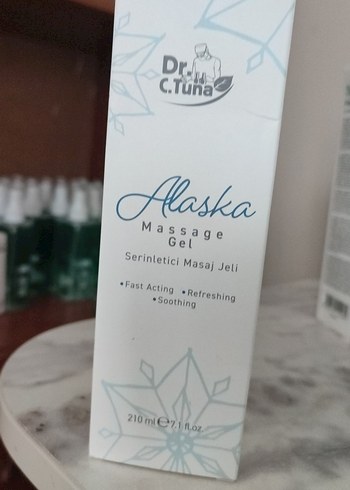 Dr.
C.Tuna
Alaska
Massage
Gel
Serinletici Masaj Jeli
•Fast Acting •Refreshing
•Soothing
210 ml ℮ 7.1 fl.oz.